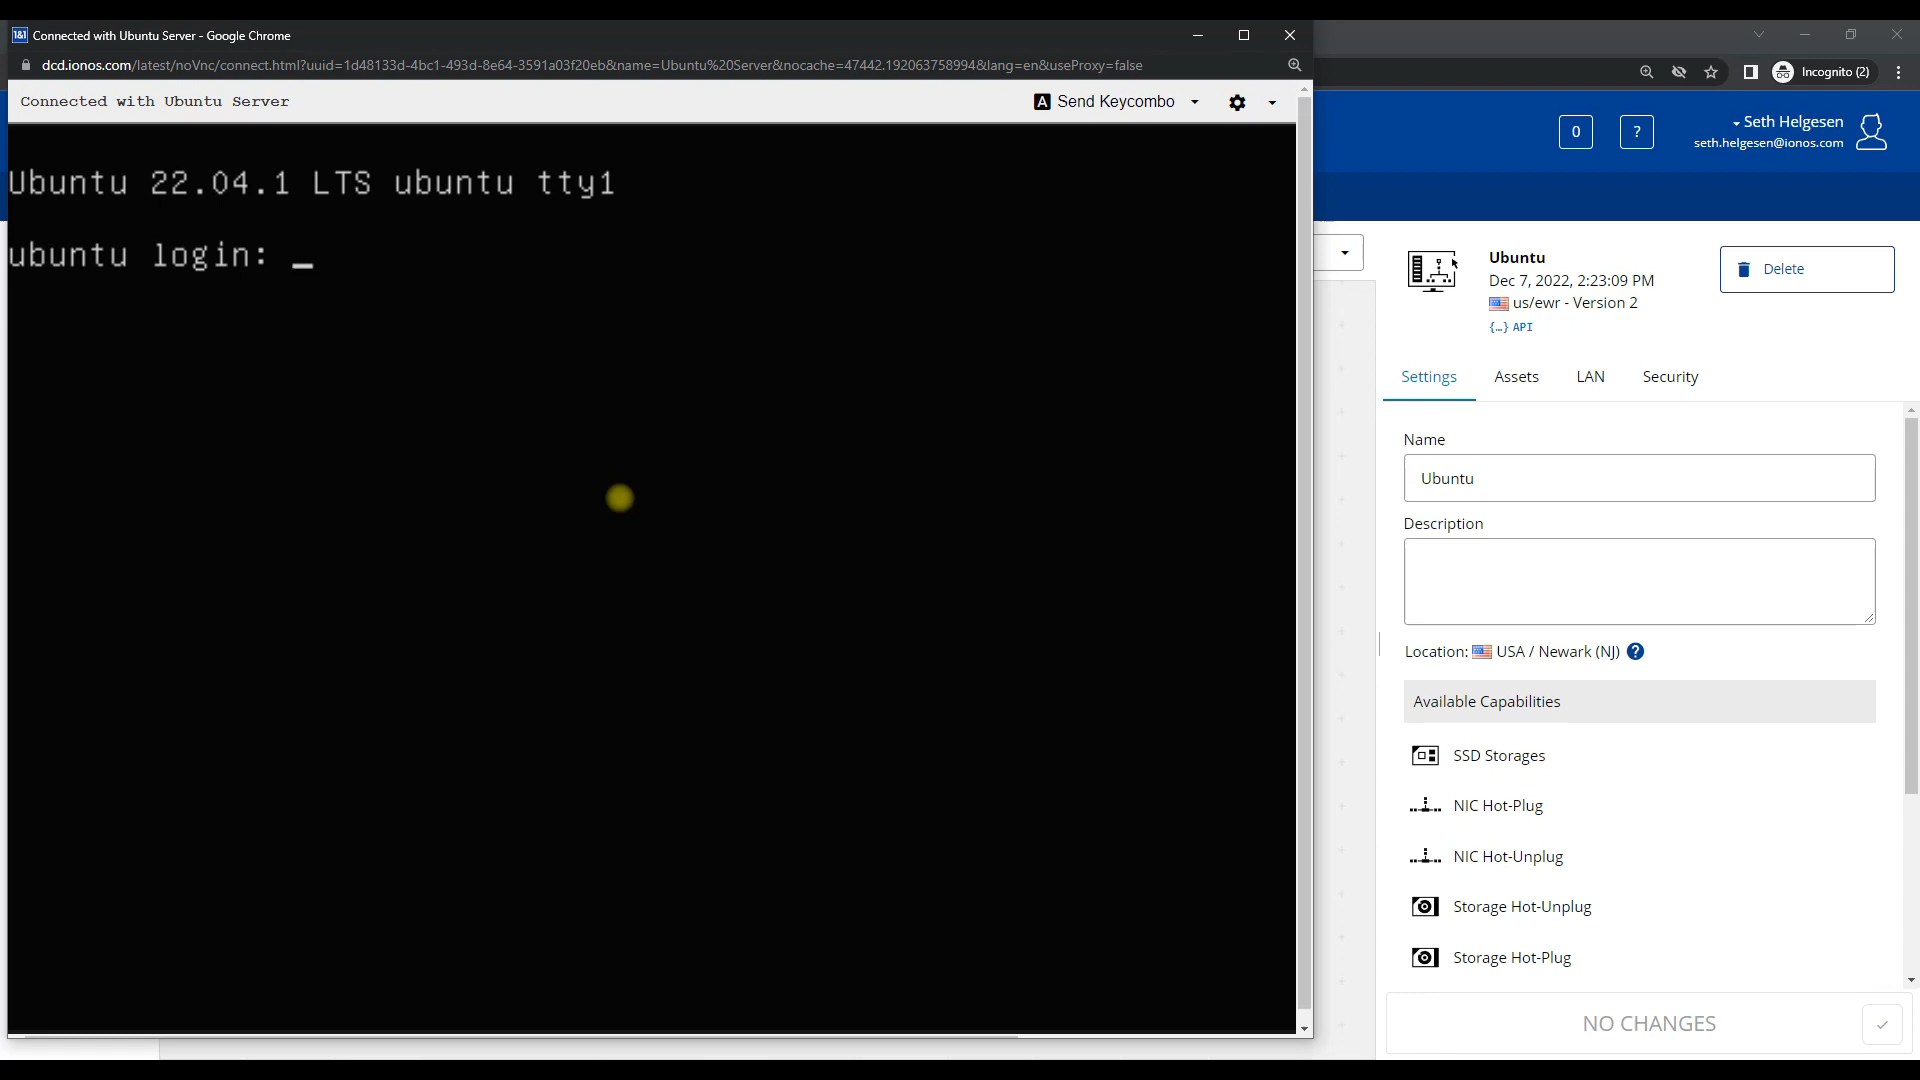 Connected with Ubuntu Server - Google Chrome
dcd.ionos.com/latest/noVnc/connect.html?uuid=1d48133d-4bc1-493d-8e64-3591a03f20eb&name=Ubuntu%20Server&nocache=47442.19206375899​4&lang=en&useProxy=false
Incognito (2)
Connected with Ubuntu Server
A Send Keycombo
0
?
Seth Helgesen
seth.helgesen@ionos.com
Ubuntu 22.04.1 LTS ubuntu tty1
ubuntu login: _
Ubuntu
Dec 7, 2022, 2:23:09 PM
us/ewr - Version 2
{...} API
Delete
Settings
Assets
LAN
Security
Name
Ubuntu
Description
Location: USA / Newark (NJ) ?
Available Capabilities
SSD Storages
NIC Hot-Plug
NIC Hot-Unplug
Storage Hot-Unplug
Storage Hot-Plug
NO CHANGES